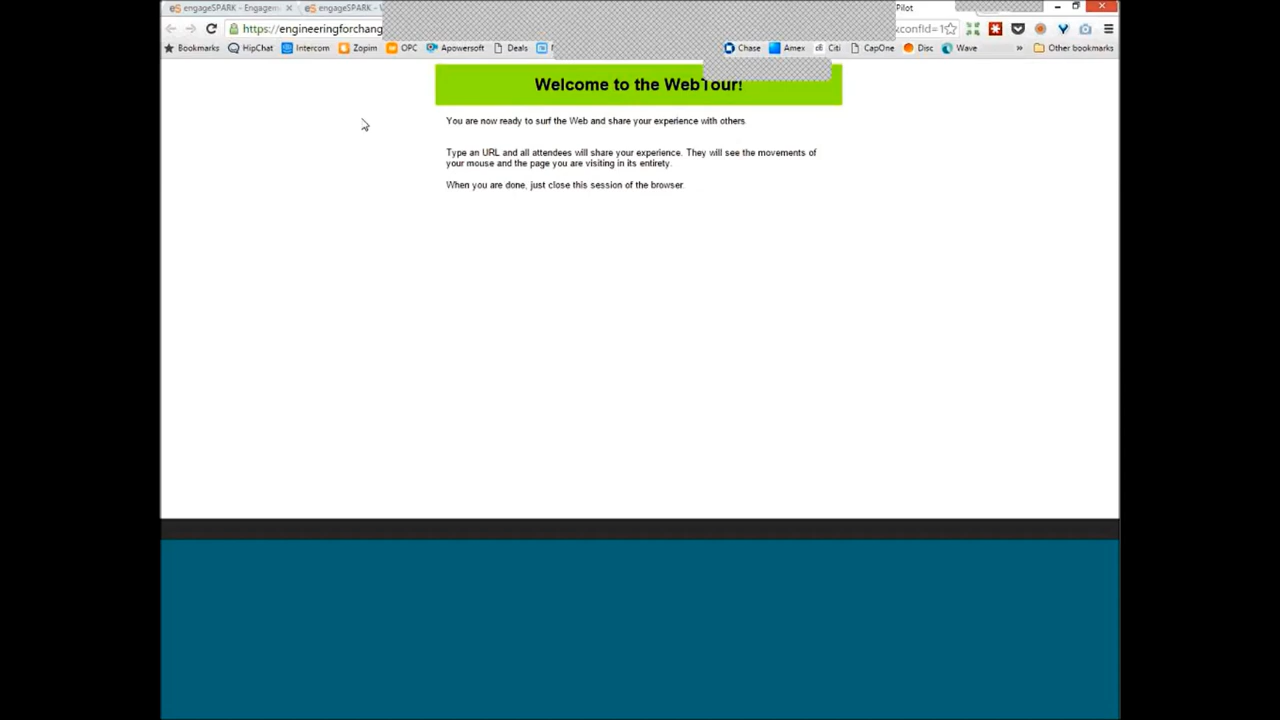 engageSPARK - Engagem
engageSPARK -
Pilot
https://engineeringforchang
confId=1
Bookmarks HipChat Intercom Zopim OPC Apowersoft Deals Chase Amex Citi CapOne Disc Wave » Other bookmarks
Welcome to the WebTour!
You are now ready to surf the Web and share your experience with others
Type an URL and all attendees will share your experience. They will see the movements of
your mouse and the page you are visiting in its entirety.
When you are done, just close this session of the browser.